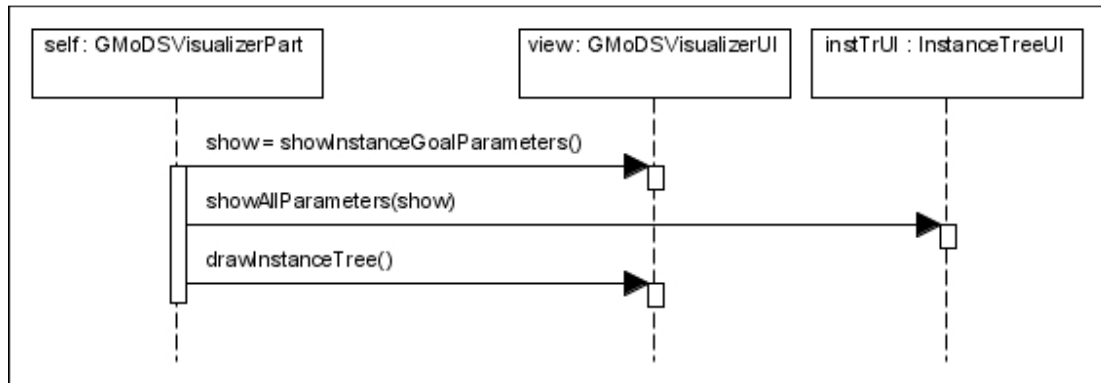 self : GMoDSVisualizerPart
view: GMoDSVisualizerUI
instTrUI : InstanceTreeUI
show = showInstanceGoalParameters()
showAllParameters(show)
drawInstanceTree()